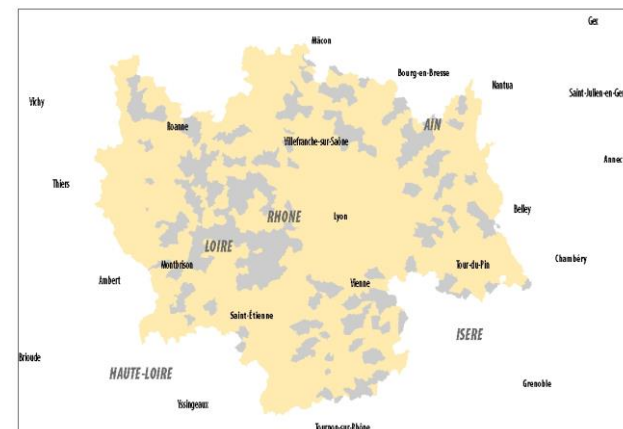 Gex
Mâcon
Bourg-en-Bresse
Nantua
Saint-Julien-en-Ge
Vichy
Roanne
AIN
Villefranche-sur-Saône
Annec
Thiers
Belley
RHONE
Lyon
LOIRE
Chambéry
Montbrison
Tour-du-Pin
Ambert
Vienne
Saint-Étienne
ISERE
Brioude
HAUTE-LOIRE
Grenoble
Yssingeaux
Tournon-sur-Rhône